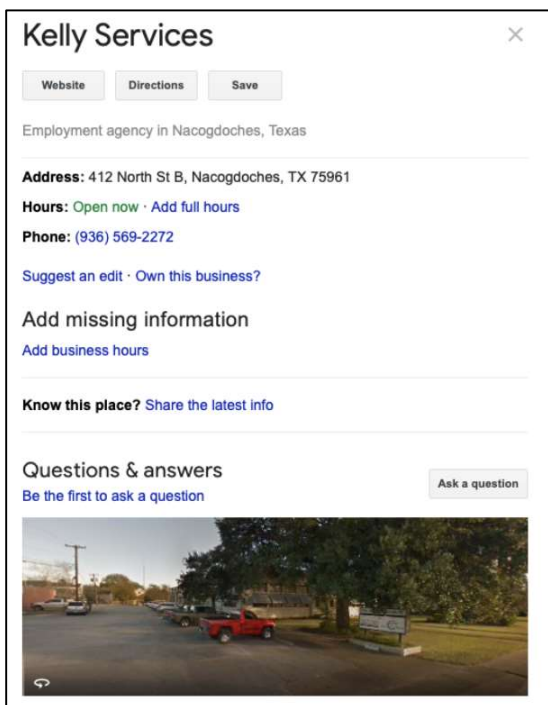 Kelly Services
Website Directions Save
Employment agency in Nacogdoches, Texas
Address: 412 North St B, Nacogdoches, TX 75961
Hours: Open now · Add full hours
Phone: (936) 569-2272
Suggest an edit · Own this business?
Add missing information
Add business hours
Know this place? Share the latest info
Questions & answers
Ask a question
Be the first to ask a question